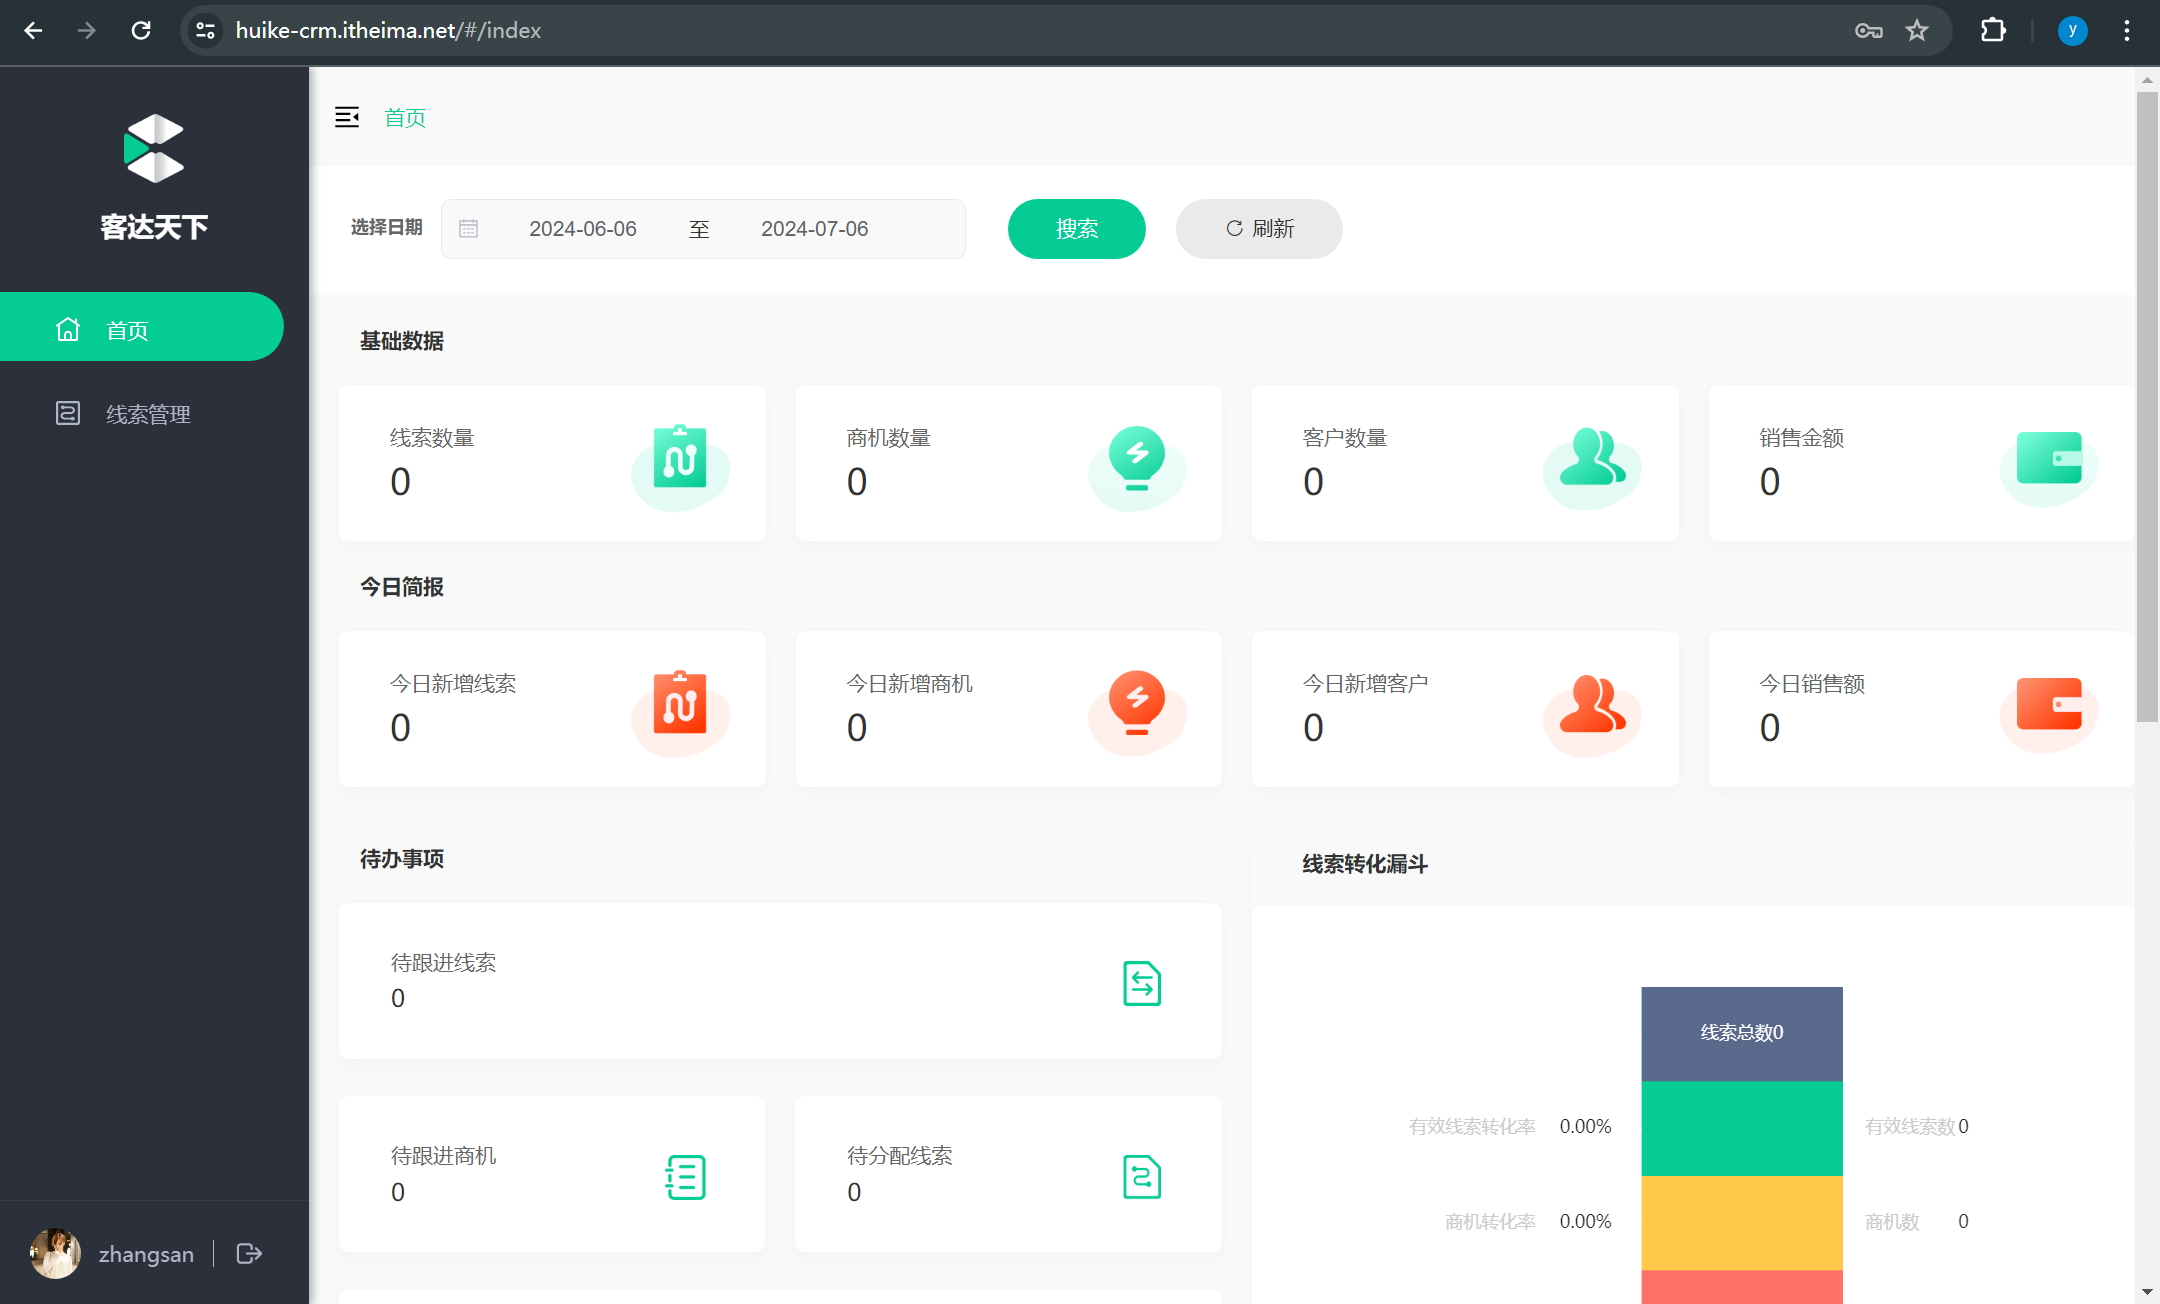 huike-crm.itheima.net/#/index
y
客达天下
首页
线索管理
zhangsan
首页
选择日期 2024-06-06 至 2024-07-06 搜索 刷新
基础数据
线索数量
0
商机数量
0
客户数量
0
销售金额
0
今日简报
今日新增线索
0
今日新增商机
0
今日新增客户
0
今日销售额
0
待办事项
待跟进线索
0
待跟进商机
0
待分配线索
0
线索转化漏斗
线索总数0
有效线索转化率 0.00% 有效线索数 0
商机转化率 0.00% 商机数 0